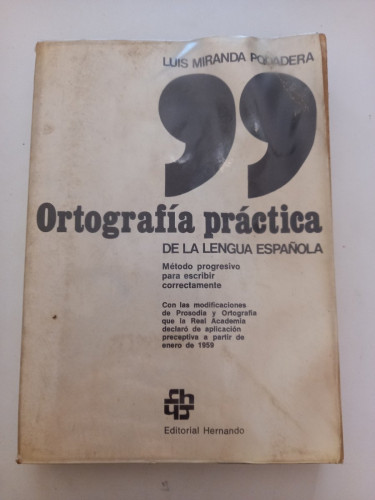 LUIS MIRANDA PODADERA
Ortografía práctica
DE LA LENGUA ESPAÑOLA
Método progresivo
para escribir
correctamente
Con las modificaciones
de Prosodia y Ortografía
que la Real Academia
declaró de aplicación
preceptiva a partir de
enero de 1959
Editorial Hernando